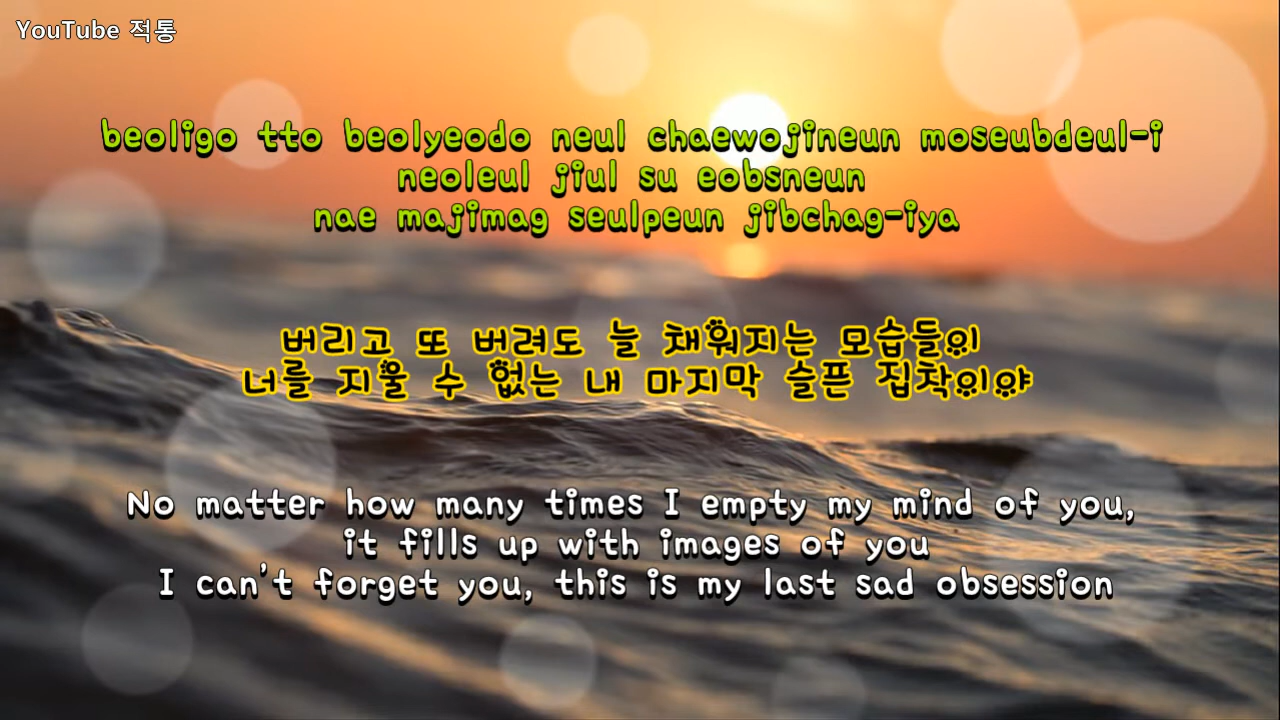 YouTube 적통
beoligo tto beolyeodo neul chaewojineun moseubdeul-i
neoleul jiul su eobsneun
nae majimag seulpeun jibchag-iya
버리고 또 버려도 늘 채워지는 모습들이
너를 지울 수 없는 내 마지막 슬픈 집착이야
No matter how many times I empty my mind of you,
it fills up with images of you
I can't forget you, this is my last sad obsession